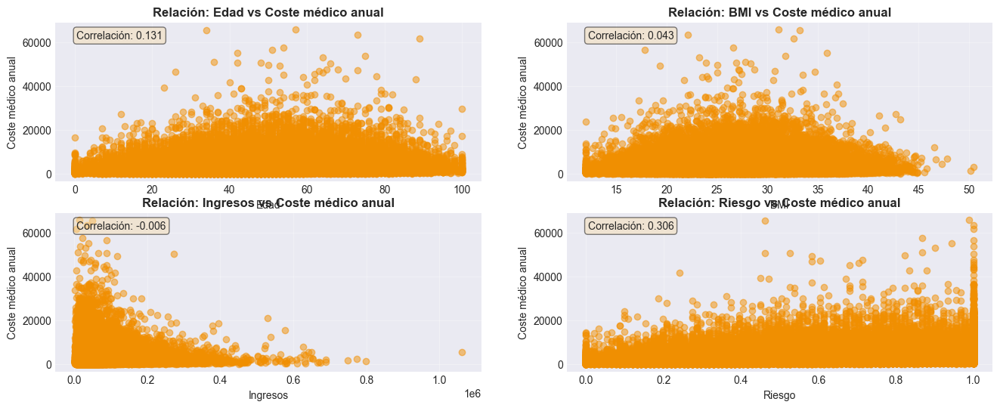 Relación: Edad vs Coste médico anual
Correlación: 0.131
Coste médico anual
60000
40000
20000
0
0 20 40 60 80 100
Edad
Relación: BMI vs Coste médico anual
Correlación: 0.043
Coste médico anual
60000
40000
20000
0
15 20 25 30 35 40 45 50
BMI
Relación: Ingresos vs Coste médico anual
Correlación: -0.006
Coste médico anual
60000
40000
20000
0
0.0 0.2 0.4 0.6 0.8 1.0
1e6
Ingresos
Relación: Riesgo vs Coste médico anual
Correlación: 0.306
Coste médico anual
60000
40000
20000
0
0.0 0.2 0.4 0.6 0.8 1.0
Riesgo